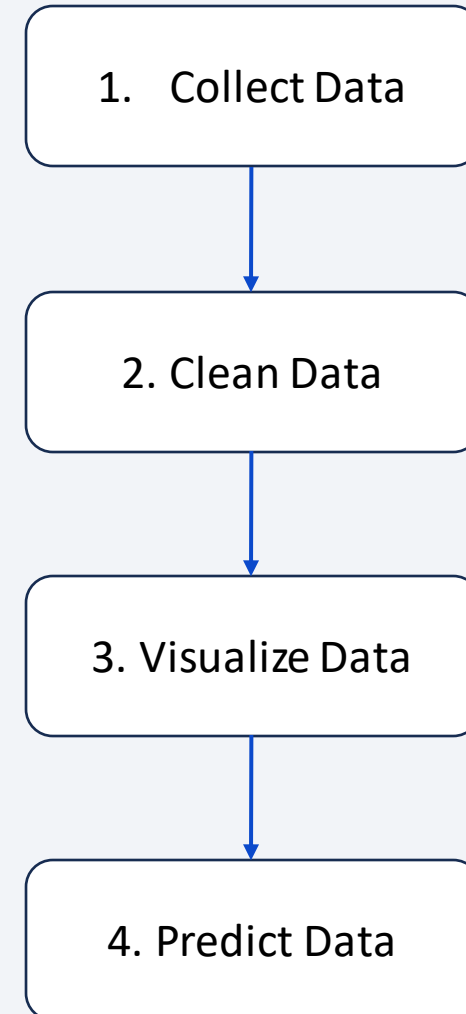 1. Collect Data
2. Clean Data
3. Visualize Data
4. Predict Data